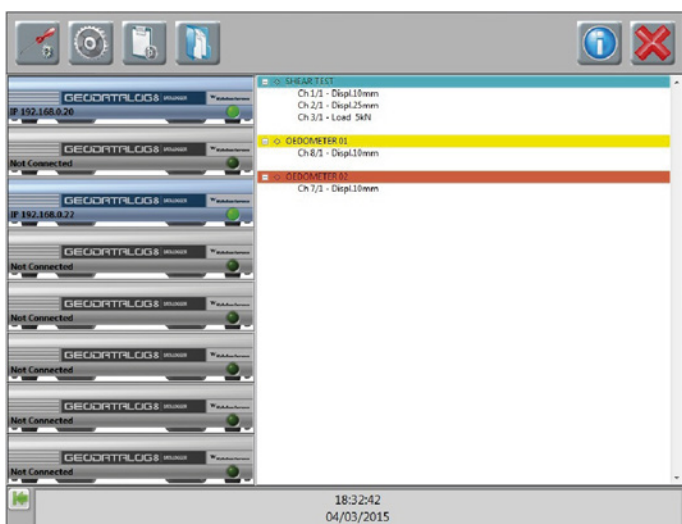 GEODATALOG8
IP 192.168.0.20
GEODATALOG8
Not Connected
GEODATALOG8
IP 192.168.0.22
GEODATALOG8
Not Connected
GEODATALOG8
Not Connected
GEODATALOG8
Not Connected
GEODATALOG8
Not Connected
GEODATALOG8
Not Connected
SHEAR TEST
Ch 1/1 - Displ.10mm
Ch 2/1 - Displ.25mm
Ch 3/1 - Load 5kN
OEDOMETER 01
Ch 8/1 - Displ.10mm
OEDOMETER 02
Ch 7/1 - Displ.10mm
18:32:42
04/03/2015